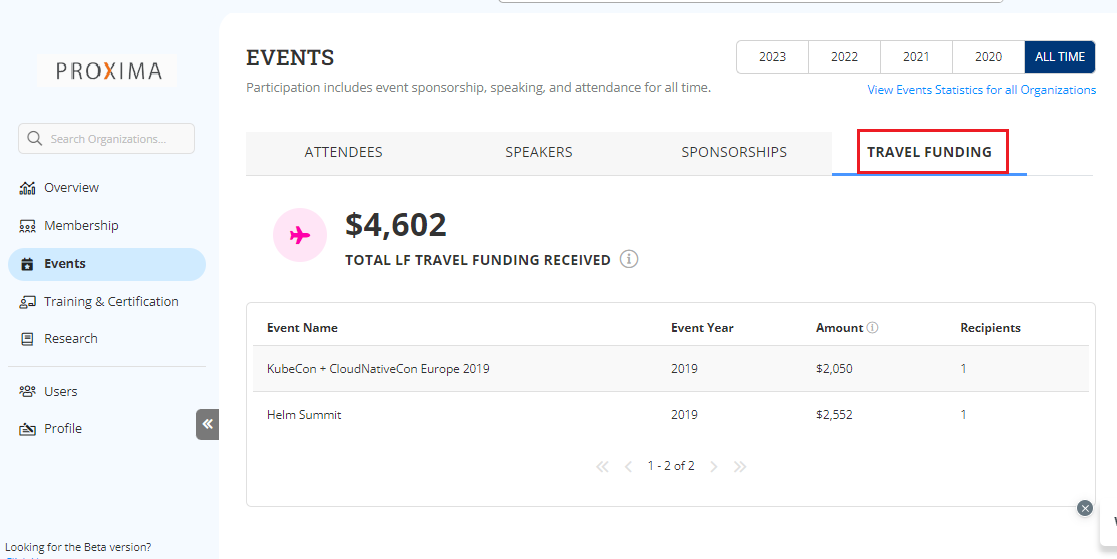 PROXIMA
Search Organizations...
Overview
Membership
Events
Training & Certification
Research
Users
Profile
Looking for the Beta version?
EVENTS
2023 2022 2021 2020 ALL TIME
Participation includes event sponsorship, speaking, and attendance for all time.
View Events Statistics for all Organizations
ATTENDEES SPEAKERS SPONSORSHIPS TRAVEL FUNDING
$4,602
TOTAL LF TRAVEL FUNDING RECEIVED
Event Name Event Year Amount Recipients
KubeCon + CloudNativeCon Europe 2019 2019 $2,050 1
Helm Summit 2019 $2,552 1
1 - 2 of 2